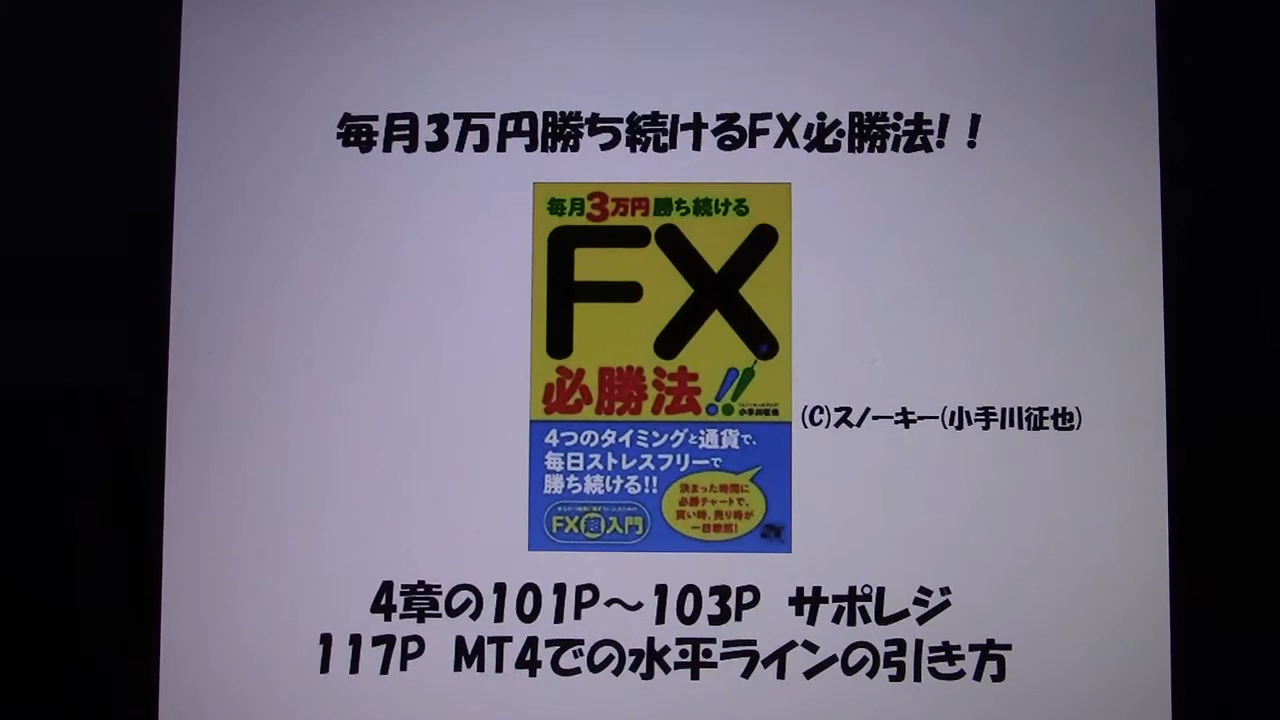 毎月3万円勝ち続けるFX必勝法!!
毎月3万円勝ち続ける
FX
必勝法!!
小手川征也
(C)スノーキー(小手川征也)
4つのタイミングと通貨で、
毎日ストレスフリーで
勝ち続ける!!
決まった時間に
必勝チャートで、
買い時、売り時が
一目瞭然!
FX超入門
4章の101P～103P サポレジ
117P MT4での水平ラインの引き方